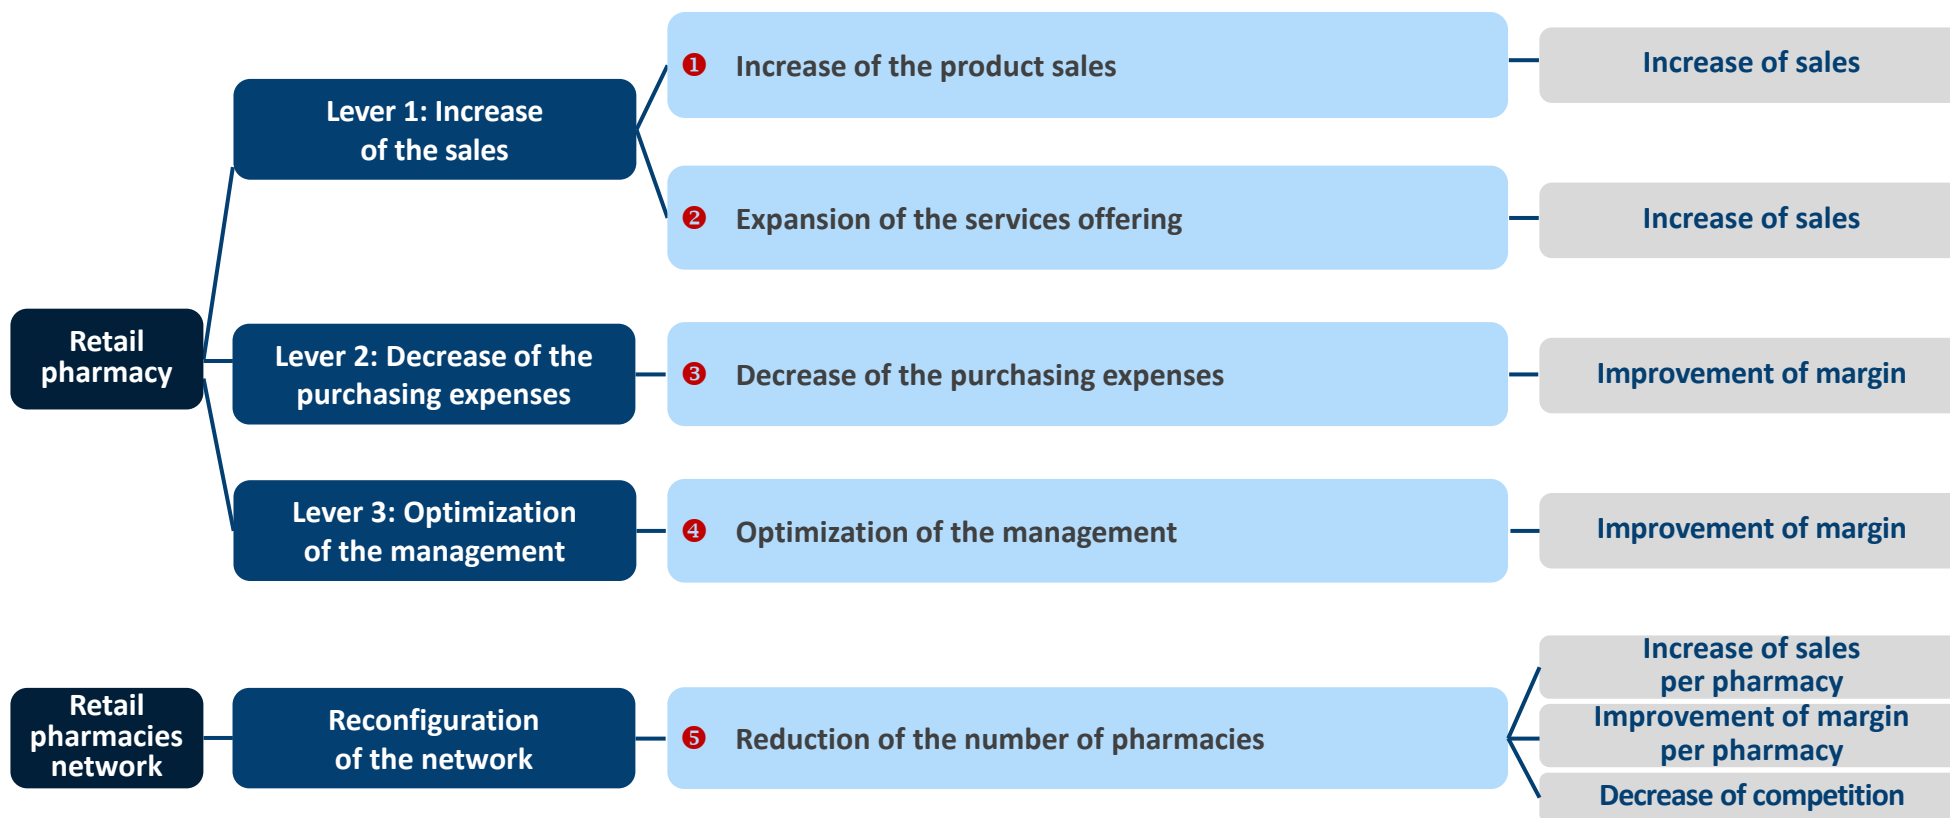 Retail
pharmacy
Lever 1: Increase
of the sales
❶ Increase of the product sales
Increase of sales
❷ Expansion of the services offering
Increase of sales
Lever 2: Decrease of the
purchasing expenses
❸ Decrease of the purchasing expenses
Improvement of margin
Lever 3: Optimization
of the management
❹ Optimization of the management
Improvement of margin
Retail
pharmacies
network
Reconfiguration
of the network
❺ Reduction of the number of pharmacies
Increase of sales
per pharmacy
Improvement of margin
per pharmacy
Decrease of competition